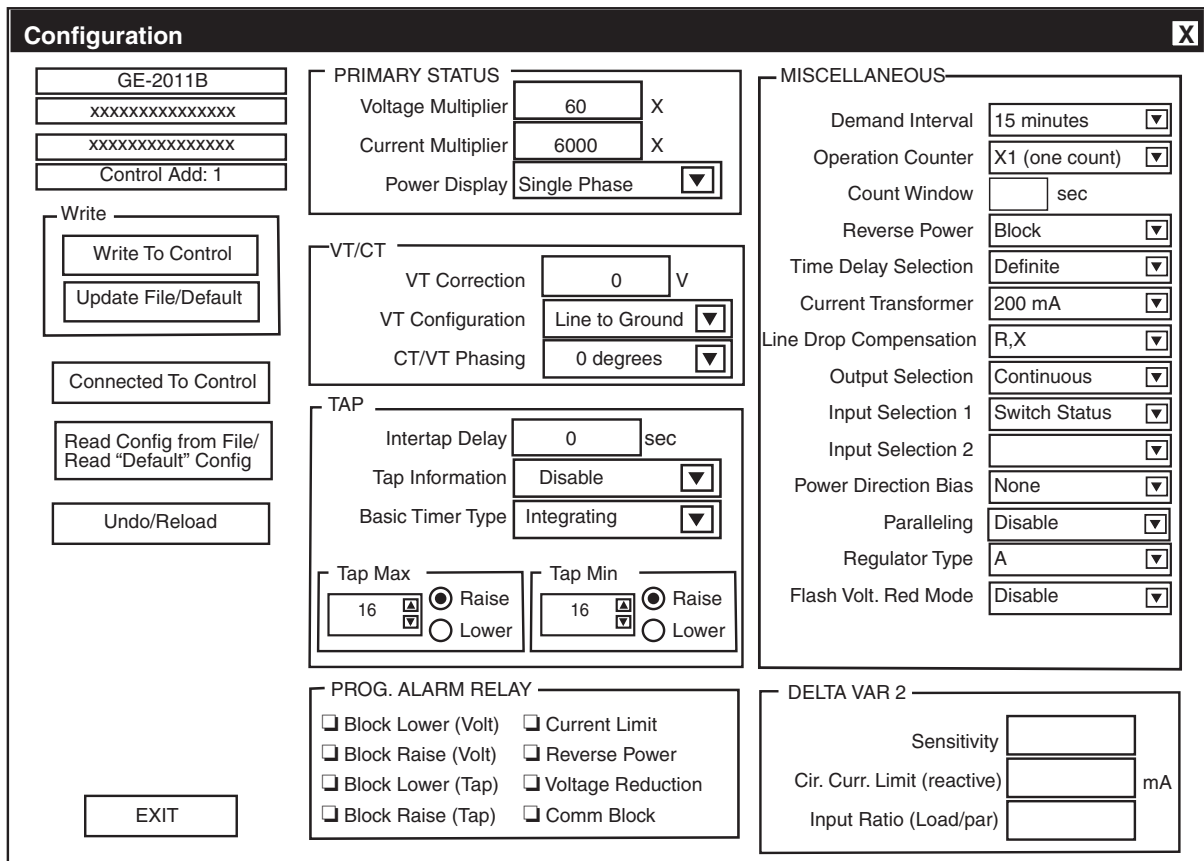 Configuration
X
GE-2011B
xxxxxxxxxxxxxxx
xxxxxxxxxxxxxxx
Control Add: 1
Write
Write To Control
Update File/Default
Connected To Control
Read Config from File/
Read “Default” Config
Undo/Reload
EXIT
PRIMARY STATUS
Voltage Multiplier 60 X
Current Multiplier 6000 X
Power Display Single Phase
VT/CT
VT Correction 0 V
VT Configuration Line to Ground
CT/VT Phasing 0 degrees
TAP
Intertap Delay 0 sec
Tap Information Disable
Basic Timer Type Integrating
Tap Max
16 Raise
Lower
Tap Min
16 Raise
Lower
PROG. ALARM RELAY
Block Lower (Volt) Current Limit
Block Raise (Volt) Reverse Power
Block Lower (Tap) Voltage Reduction
Block Raise (Tap) Comm Block
MISCELLANEOUS
Demand Interval 15 minutes
Operation Counter X1 (one count)
Count Window sec
Reverse Power Block
Time Delay Selection Definite
Current Transformer 200 mA
Line Drop Compensation R,X
Output Selection Continuous
Input Selection 1 Switch Status
Input Selection 2
Power Direction Bias None
Paralleling Disable
Regulator Type A
Flash Volt. Red Mode Disable
DELTA VAR 2
Sensitivity
Cir. Curr. Limit (reactive) mA
Input Ratio (Load/par)